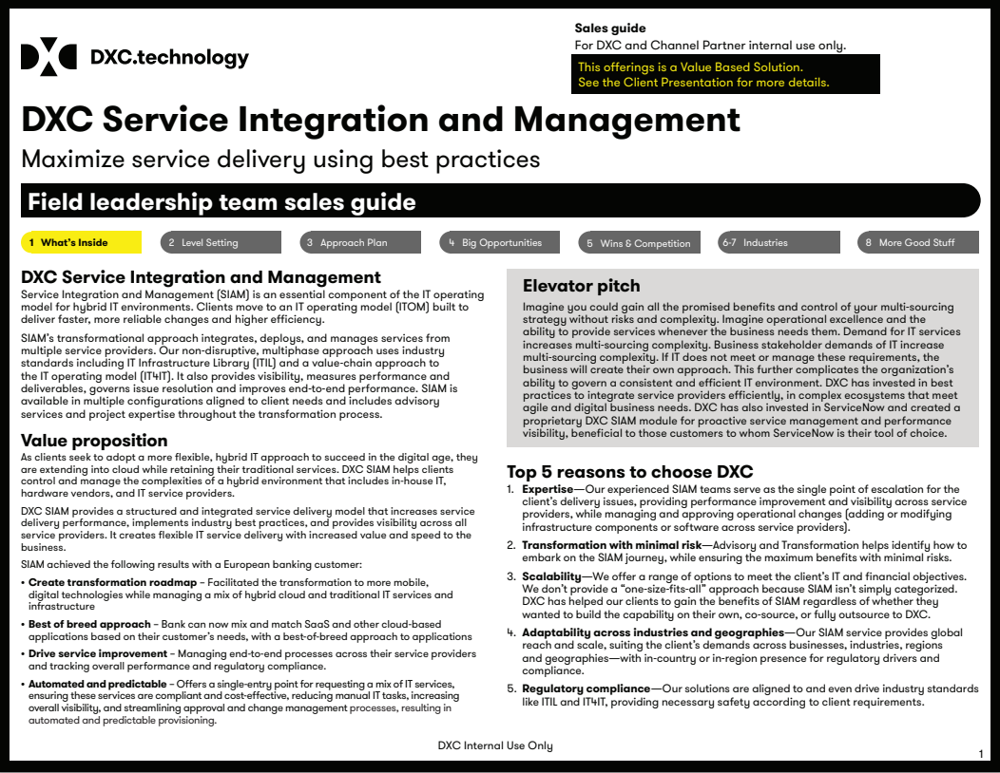 DXC.technology
Sales guide
For DXC and Channel Partner internal use only.
This offerings is a Value Based Solution.
See the Client Presentation for more details.
DXC Service Integration and Management
Maximize service delivery using best practices
Field leadership team sales guide
1 What's Inside
2 Level Setting
3 Approach Plan
4 Big Opportunities
5 Wins & Competition
6-7 Industries
8 More Good Stuff
DXC Service Integration and Management
Service Integration and Management (SIAM) is an essential component of the IT operating
model for hybrid IT environments. Clients move to an IT operating model (ITOM) built to
deliver faster, more reliable changes and higher efficiency.
SIAM's transformational approach integrates, deploys, and manages services from
multiple service providers. Our non-disruptive, multiphase approach uses industry
standards including IT Infrastructure Library (ITIL) and a value-chain approach to
the IT operating model (IT4IT). It also provides visibility, measures performance and
deliverables, governs issue resolution and improves end-to-end performance. SIAM is
available in multiple configurations aligned to client needs and includes advisory
services and project expertise throughout the transformation process.
Value proposition
As clients seek to adopt a more flexible, hybrid IT approach to succeed in the digital age, they
are extending into cloud while retaining their traditional services. DXC SIAM helps clients
control and manage the complexities of a hybrid environment that includes in-house IT,
hardware vendors, and IT service providers.
DXC SIAM provides a structured and integrated service delivery model that increases service
delivery performance, implements industry best practices, and provides visibility across all
service providers. It creates flexible IT service delivery with increased value and speed to the
business.
SIAM achieved the following results with a European banking customer:
• Create transformation roadmap – Facilitated the transformation to more mobile,
digital technologies while managing a mix of hybrid cloud and traditional IT services and
infrastructure
• Best of breed approach – Bank can now mix and match SaaS and other cloud-based
applications based on their customer's needs, with a best-of-breed approach to applications
• Drive service improvement – Managing end-to-end processes across their service providers
and tracking overall performance and regulatory compliance.
• Automated and predictable – Offers a single-entry point for requesting a mix of IT services,
ensuring these services are compliant and cost-effective, reducing manual IT tasks, increasing
overall visibility, and streamlining approval and change management processes, resulting in
automated and predictable provisioning.
Elevator pitch
Imagine you could gain all the promised benefits and control of your multi-sourcing
strategy without risks and complexity. Imagine operational excellence and the
ability to provide services whenever the business needs them. Demand for IT services
increases multi-sourcing complexity. Business stakeholder demands of IT increase
multi-sourcing complexity. If IT does not meet or manage these requirements, the
business will create their own approach. This further complicates the organization's
ability to govern a consistent and efficient IT environment. DXC has invested in best
practices to integrate service providers efficiently, in complex ecosystems that meet
agile and digital business needs. DXC has also invested in ServiceNow and created a
proprietary DXC SIAM module for proactive service management and performance
visibility, beneficial to those customers to whom ServiceNow is their tool of choice.
Top 5 reasons to choose DXC
1. Expertise—Our experienced SIAM teams serve as the single point of escalation for the
client's delivery issues, providing performance improvement and visibility across service
providers, while managing and approving operational changes (adding or modifying
infrastructure components or software across service providers).
2. Transformation with minimal risk—Advisory and Transformation helps identify how to
embark on the SIAM journey, while ensuring the maximum benefits with minimal risks.
3. Scalability—We offer a range of options to meet the client's IT and financial objectives.
We don't provide a "one-size-fits-all" approach because SIAM isn't simply categorized.
DXC has helped our clients to gain the benefits of SIAM regardless of whether they
wanted to build the capability on their own, co-source, or fully outsource to DXC.
4. Adaptability across industries and geographies—Our SIAM service provides global
reach and scale, suiting the client's demands across businesses, industries, regions
and geographies—with in-country or in-region presence for regulatory drivers and
compliance.
5. Regulatory compliance—Our solutions are aligned to and even drive industry standards
like ITIL and IT4IT, providing necessary safety according to client requirements.
DXC Internal Use Only
1